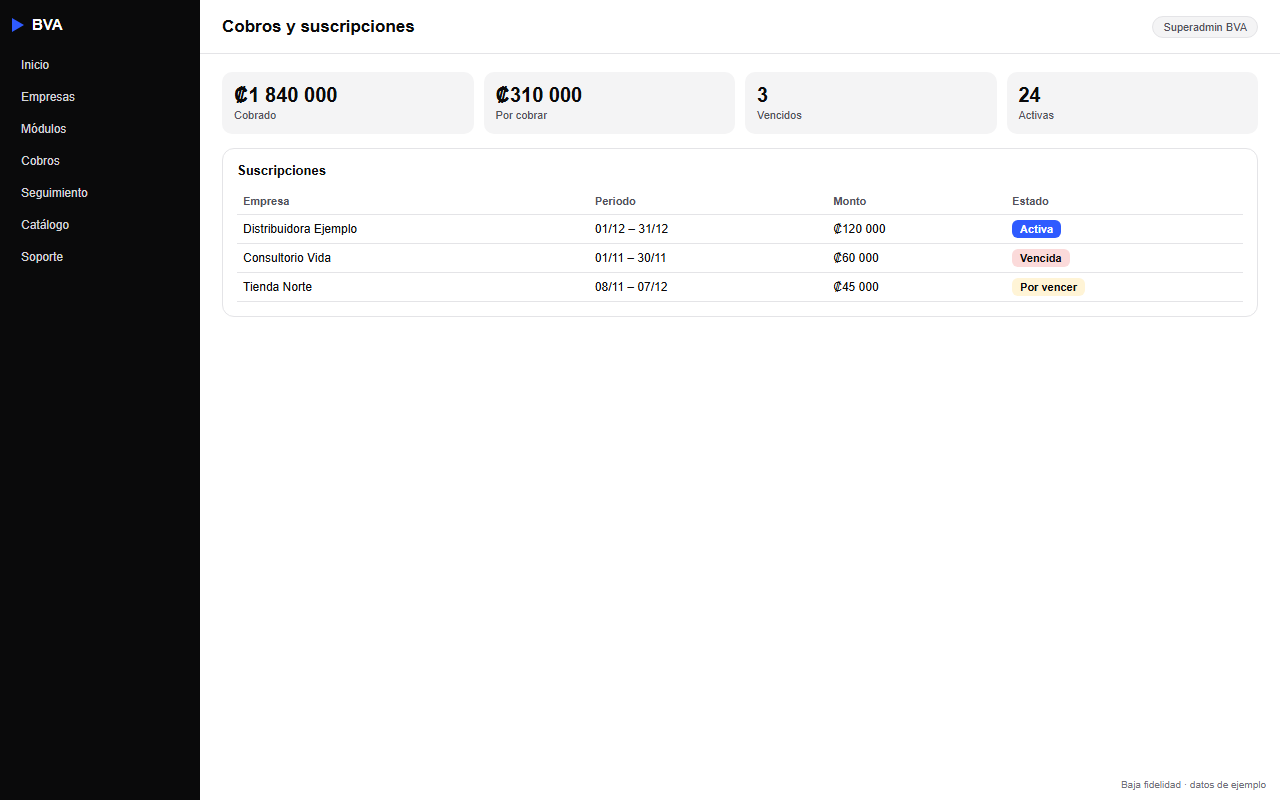 BVA
Inicio
Empresas
Módulos
Cobros
Seguimiento
Catálogo
Soporte
Cobros y suscripciones
Superadmin BVA
₡1 840 000
Cobrado
₡310 000
Por cobrar
3
Vencidos
24
Activas
Suscripciones
Empresa Periodo Monto Estado
Distribuidora Ejemplo 01/12 – 31/12 ₡120 000 Activa
Consultorio Vida 01/11 – 30/11 ₡60 000 Vencida
Tienda Norte 08/11 – 07/12 ₡45 000 Por vencer
Baja fidelidad · datos de ejemplo